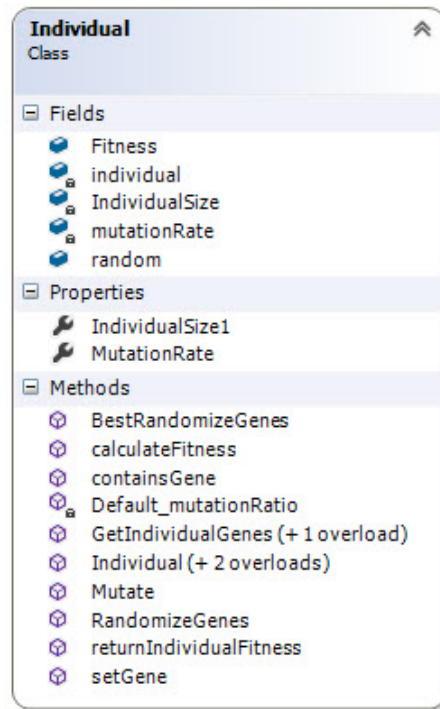 Individual
Class
Fields
Fitness
individual
IndividualSize
mutationRate
random
Properties
IndividualSize1
MutationRate
Methods
BestRandomizeGenes
calculateFitness
containsGene
Default_mutationRatio
GetIndividualGenes (+ 1 overload)
Individual (+ 2 overloads)
Mutate
RandomizeGenes
returnIndividualFitness
setGene